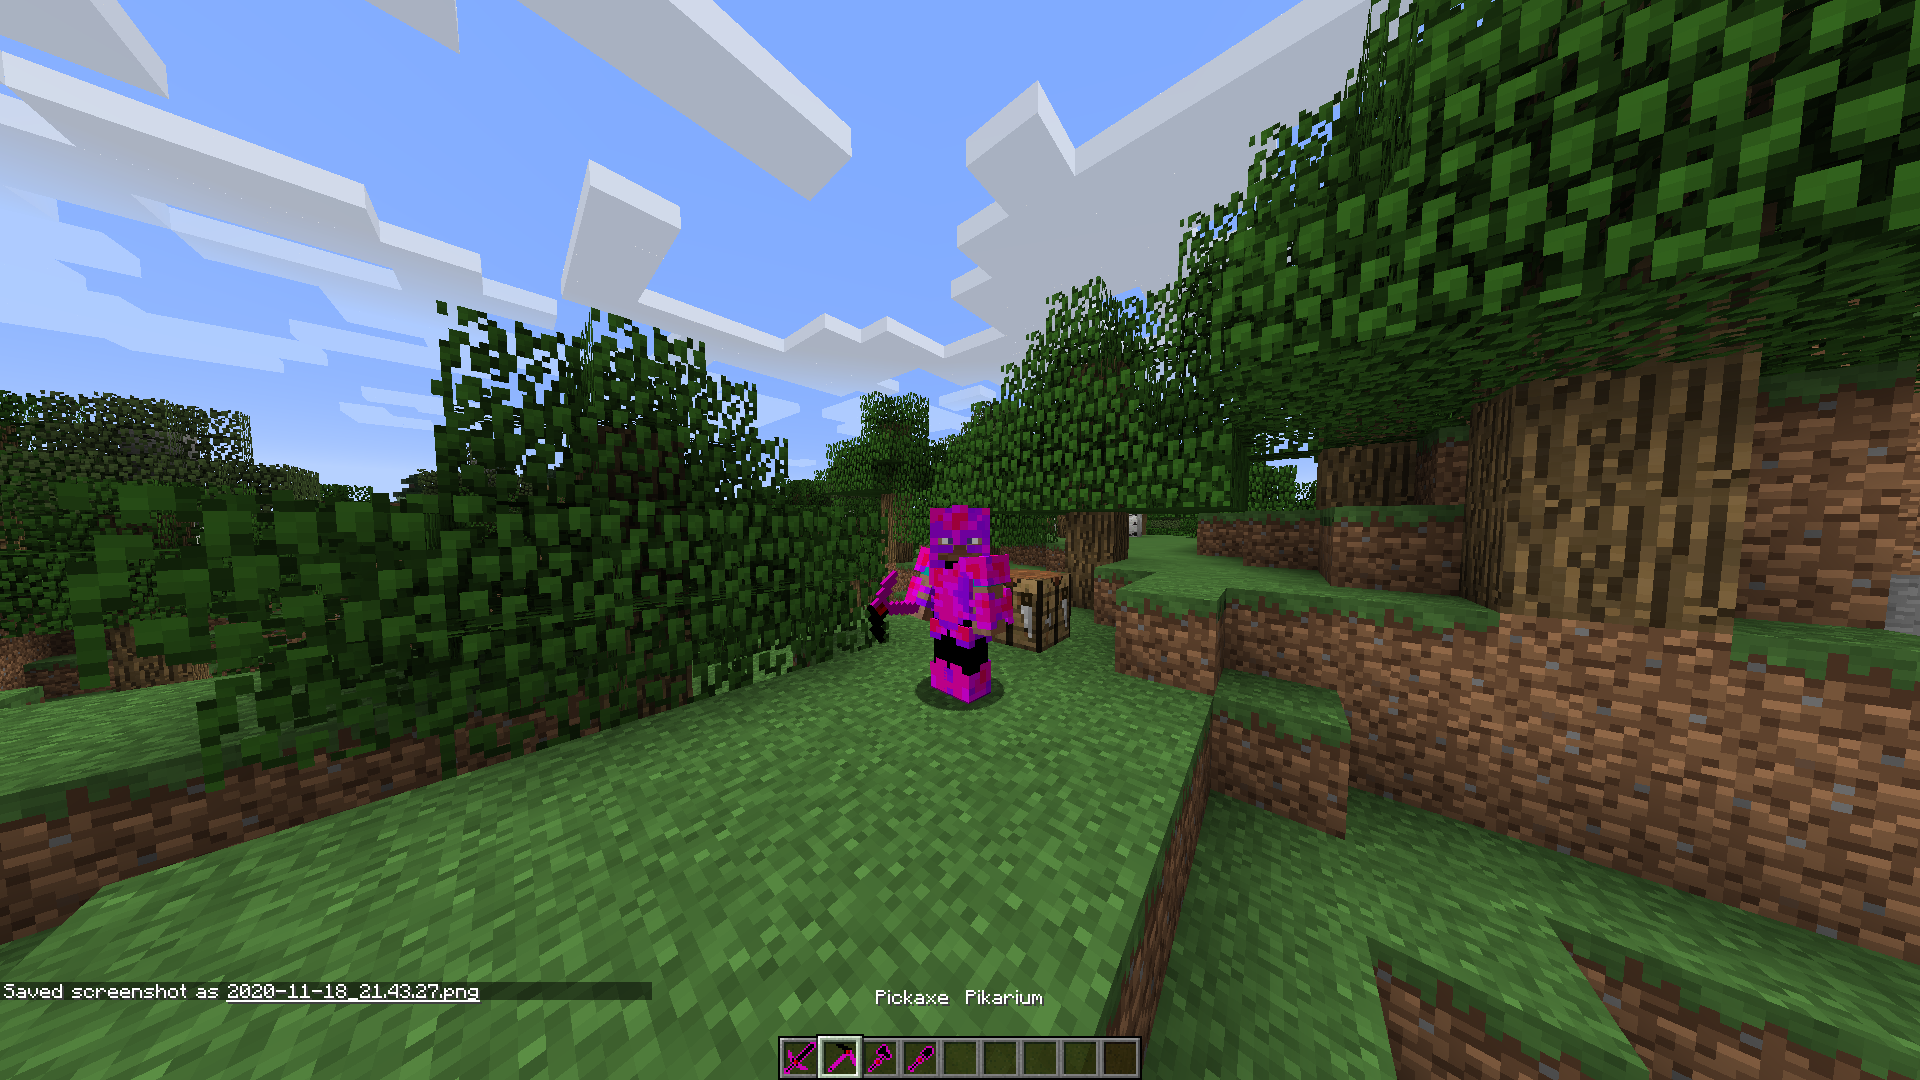 Saved screenshot as 2020-11-18_21.43.27.png
Pickaxe Pikarium